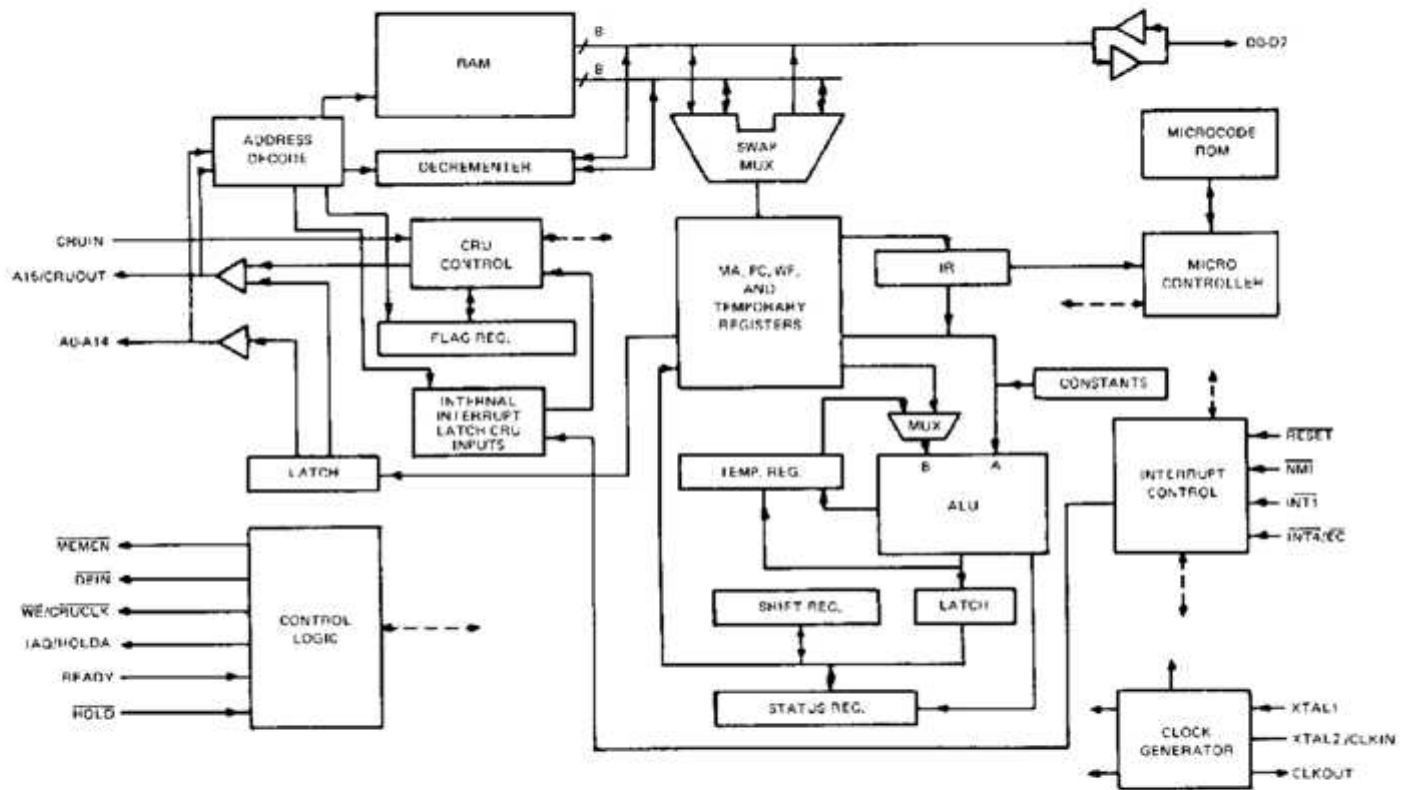 RAM
8
8
D0-D7
ADDRESS
DECODE
DECREMENTER
SWAP
MUX
MICROCODE
ROM
CRUIN
A15/CRUOUT
A0-A14
CRU
CONTROL
FLAG REG.
INTERNAL
INTERRUPT
LATCH CRU
INPUTS
LATCH
MA, PC, WP,
AND
TEMPORARY
REGISTERS
IR
MICRO
CONTROLLER
CONSTANTS
MUX
B A
ALU
TEMP. REG.
SHIFT REG.
LATCH
STATUS REG.
INTERRUPT
CONTROL
RESET
NMI
INT1
INT4/EC
MEMEN
DBIN
WE/CRUCLK
IAQ/HOLDA
READY
HOLD
CONTROL
LOGIC
CLOCK
GENERATOR
XTAL1
XTAL2/CLKIN
CLKOUT